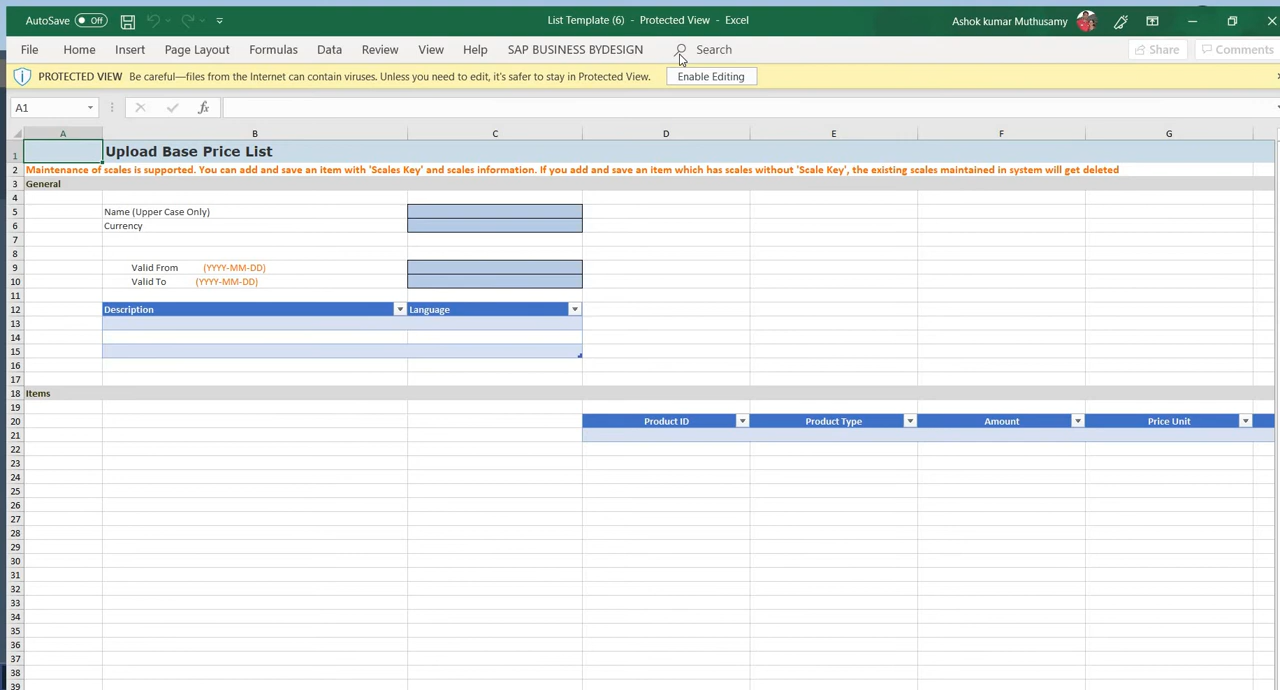 AutoSave Off List Template (6) - Protected View - Excel Ashok kumar Muthusamy
File Home Insert Page Layout Formulas Data Review View Help SAP BUSINESS BYDESIGN Search Share Comments
PROTECTED VIEW Be careful—files from the Internet can contain viruses. Unless you need to edit, it's safer to stay in Protected View. Enable Editing
A1 fx
A B C D E F G
1 Upload Base Price List
2 Maintenance of scales is supported. You can add and save an item with 'Scales Key' and scales information. If you add and save an item which has scales without 'Scale Key', the existing scales maintained in system will get deleted
3 General
4
5 Name (Upper Case Only)
6 Currency
7
8
9 Valid From (YYYY-MM-DD)
10 Valid To (YYYY-MM-DD)
11
12 Description Language
13
14
15
16
17
18 Items
19
20 Product ID Product Type Amount Price Unit
21
22
23
24
25
26
27
28
29
30
31
32
33
34
35
36
37
38
39